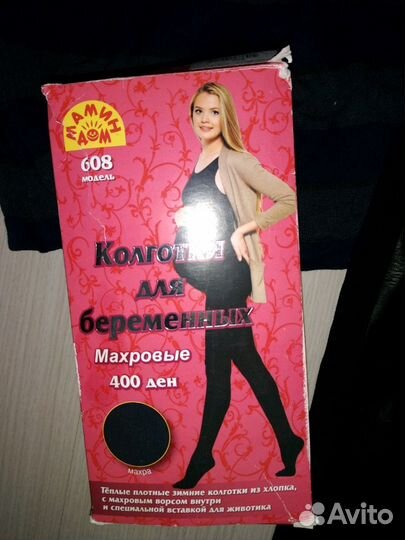 МАМИН
ДОМ
608
МОДЕЛЬ
Колготки
для
беременных
Махровые
400 ден
махра
Тёплые плотные зимние колготки из хлопка,
с махровым ворсом внутри
и специальной вставкой для животика
Avito